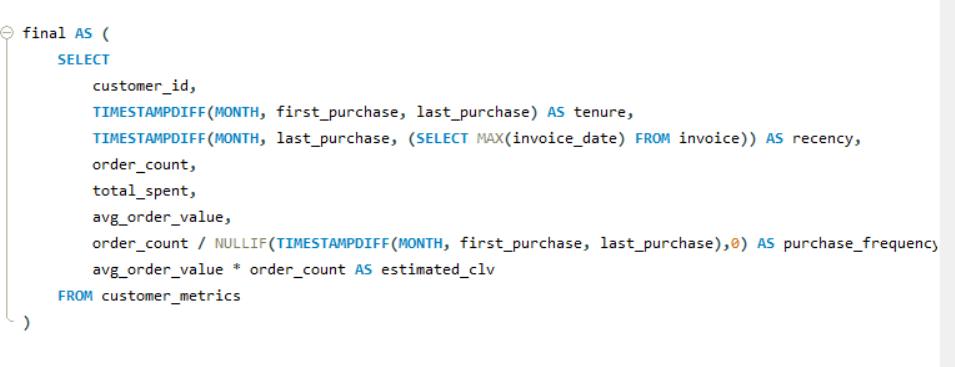 final AS (
SELECT
customer_id,
TIMESTAMPDIFF(MONTH, first_purchase, last_purchase) AS tenure,
TIMESTAMPDIFF(MONTH, last_purchase, (SELECT MAX(invoice_date) FROM invoice)) AS recency,
order_count,
total_spent,
avg_order_value,
order_count / NULLIF(TIMESTAMPDIFF(MONTH, first_purchase, last_purchase),0) AS purchase_frequency
avg_order_value * order_count AS estimated_clv
FROM customer_metrics
)